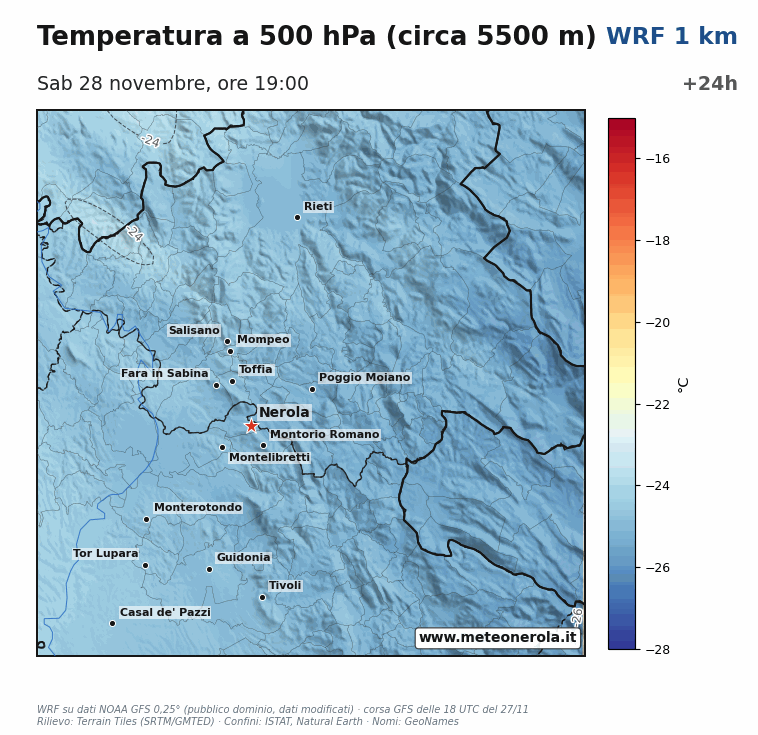 Temperatura a 500 hPa (circa 5500 m) WRF 1 km
Sab 28 novembre, ore 19:00 +24h
-24
-24
Rieti
Salisano
Mompeo
Toffia
Fara in Sabina
Poggio Moiano
Nerola
Montorio Romano
Montelibretti
Monterotondo
Tor Lupara
Guidonia
Tivoli
Casal de' Pazzi
-26
www.meteonerola.it
−16
−18
−20
−22
−24
−26
−28
°C
WRF su dati NOAA GFS 0,25° (pubblico dominio, dati modificati) · corsa GFS delle 18 UTC del 27/11
Rilievo: Terrain Tiles (SRTM/GMTED) · Confini: ISTAT, Natural Earth · Nomi: GeoNames